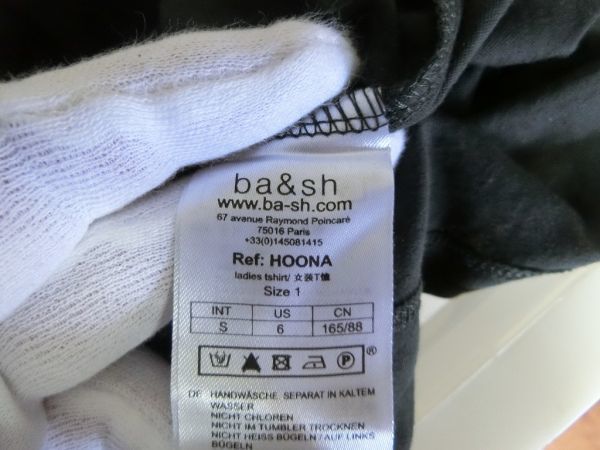 ba&sh
www.ba-sh.com
67 avenue Raymond Poincaré
75016 Paris
+33(0)145081415
Ref: HOONA
ladies tshirt/ 女装T恤
Size 1
INT US CN
S 6 165/88
P ®
DE HANDWÄSCHE, SEPARAT IN KALTEM
WASSER
NICHT CHLOREN
NICHT IM TUMBLER TROCKNEN
NICHT HEISS BÜGELN / AUF LINKS
BÜGELN